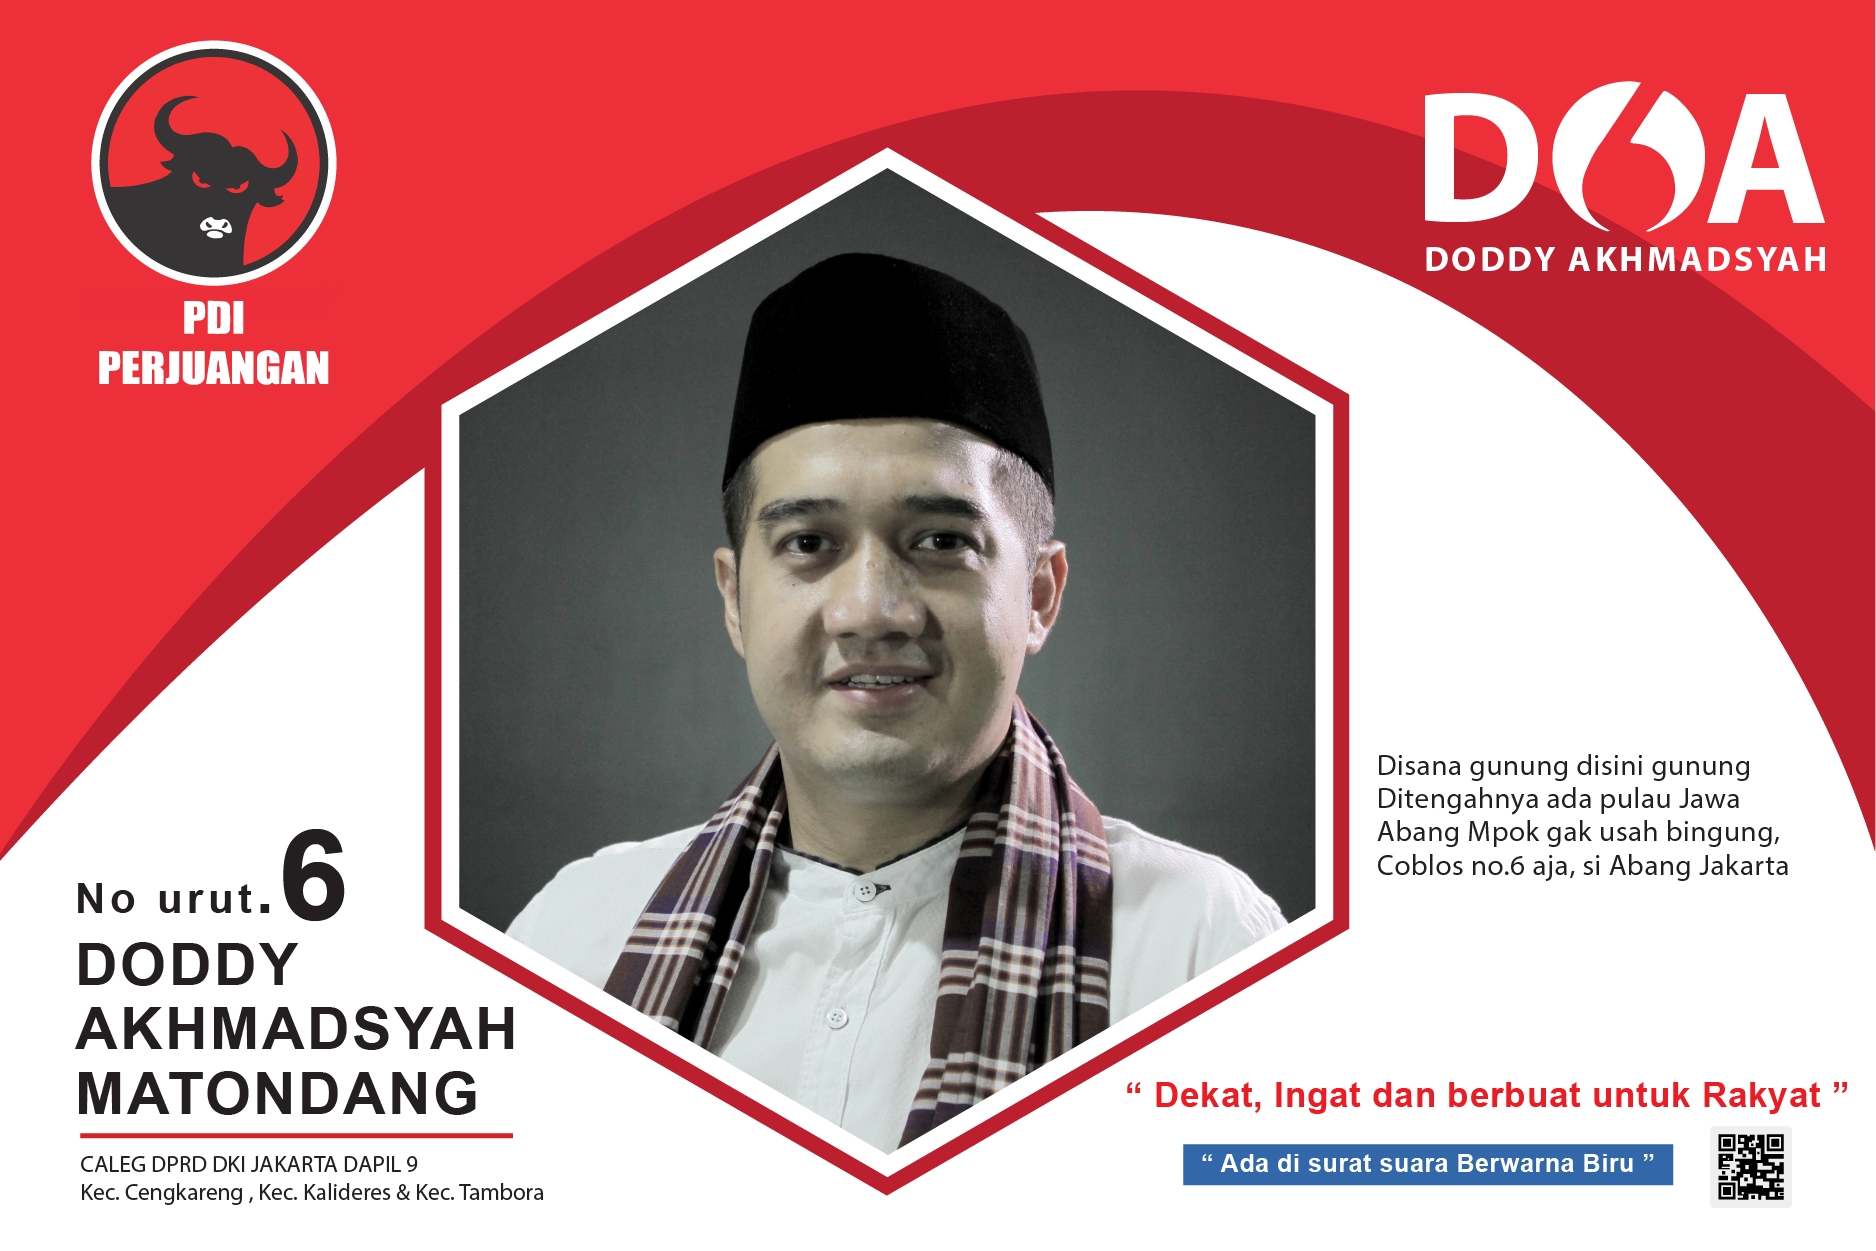 PDI
PERJUANGAN
D6A
DODDY AKHMADSYAH
Disana gunung disini gunung
Ditengahnya ada pulau Jawa
Abang Mpok gak usah bingung,
Coblos no.6 aja, si Abang Jakarta
No urut.6
DODDY
AKHMADSYAH
MATONDANG
CALEG DPRD DKI JAKARTA DAPIL 9
Kec. Cengkareng , Kec. Kalideres & Kec. Tambora
“ Dekat, Ingat dan berbuat untuk Rakyat ”
“ Ada di surat suara Berwarna Biru ”